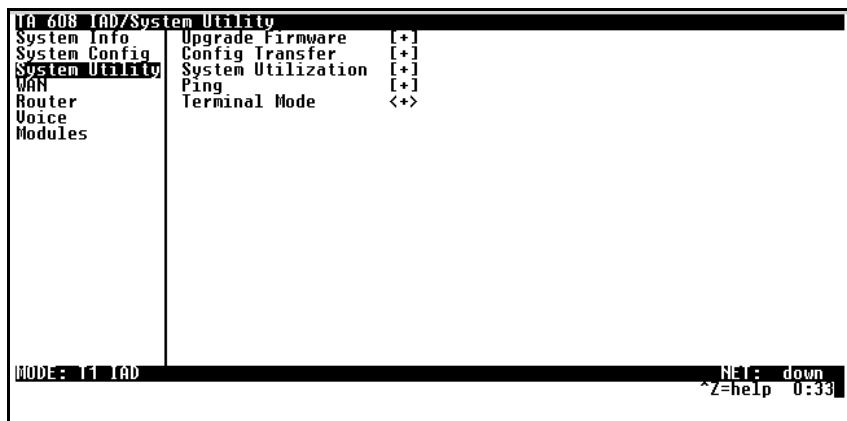 TA 608 IAD/System Utility
System Info
System Config
System Utility
WAN
Router
Voice
Modules
Upgrade Firmware [+]
Config Transfer [+]
System Utilization [+]
Ping [+]
Terminal Mode <+>
MODE: T1 IAD NET: down
^Z=help 0:33